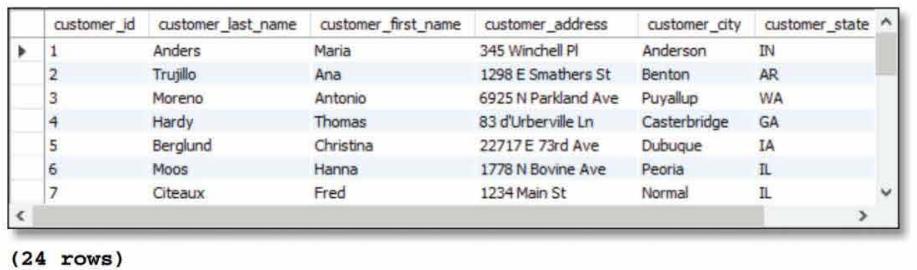 customer_id customer_last_name customer_first_name customer_address customer_city customer_state
1 Anders Maria 345 Winchell Pl Anderson IN
2 Trujillo Ana 1298 E Smathers St Benton AR
3 Moreno Antonio 6925 N Parkland Ave Puyallup WA
4 Hardy Thomas 83 d'Urberville Ln Casterbridge GA
5 Berglund Christina 22717 E 73rd Ave Dubuque IA
6 Moos Hanna 1778 N Bovine Ave Peoria IL
7 Citeaux Fred 1234 Main St Normal IL
(24 rows)